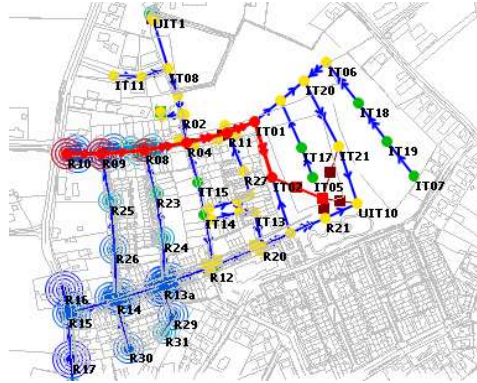 UIT1
IT06
IT08
IT11
IT20
IT18
R02
IT01
R11
R04
R08
R09
R10
IT21
IT19
IT17
R27
IT02
IT05
IT07
IT15
R23
R25
UIT10
IT14
IT13
R21
R24
R26
R20
R12
R13a
R16
R14
R15
R29
R31
R30
R17